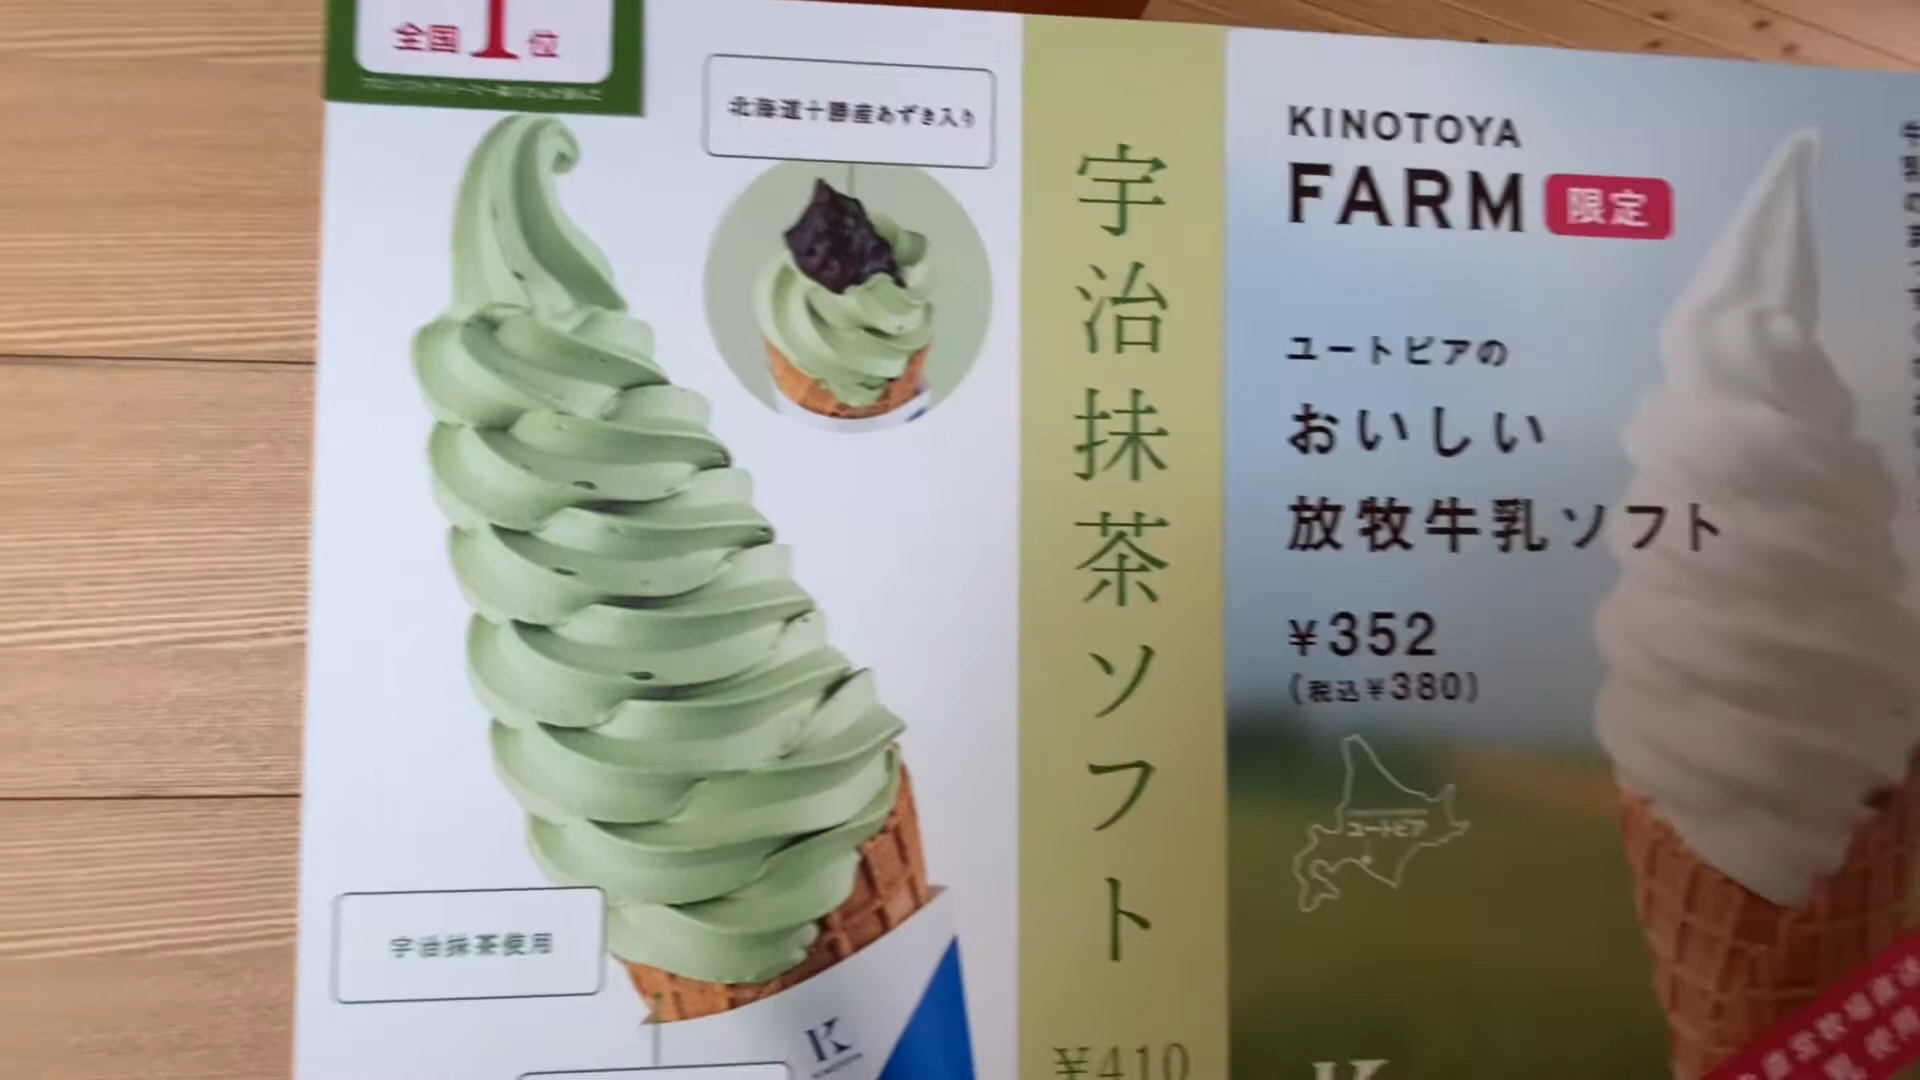 全国1位
北海道十勝産あずき入り
宇治抹茶使用
K
宇治抹茶ソフト
¥410
KINOTOYA
FARM 限定
ユートピアの
おいしい
放牧牛乳ソフト
¥352
(税込¥380)
ユートピア